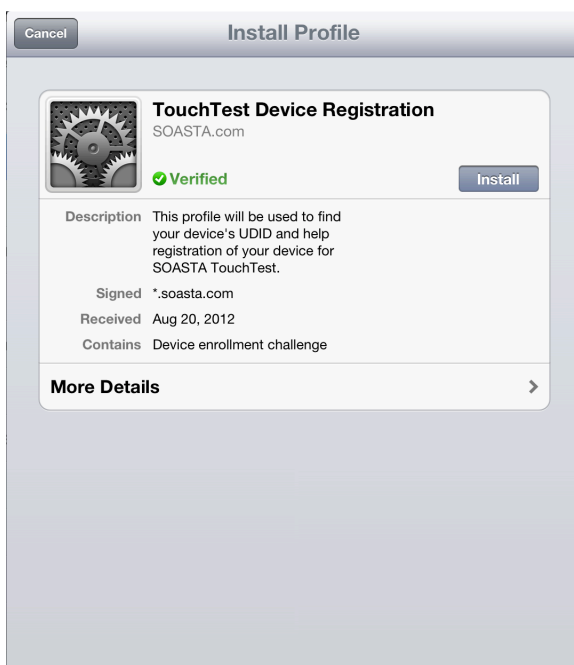 Cancel
Install Profile
TouchTest Device Registration
SOASTA.com
Verified
Install
Description This profile will be used to find
your device's UDID and help
registration of your device for
SOASTA TouchTest.
Signed *.soasta.com
Received Aug 20, 2012
Contains Device enrollment challenge
More Details